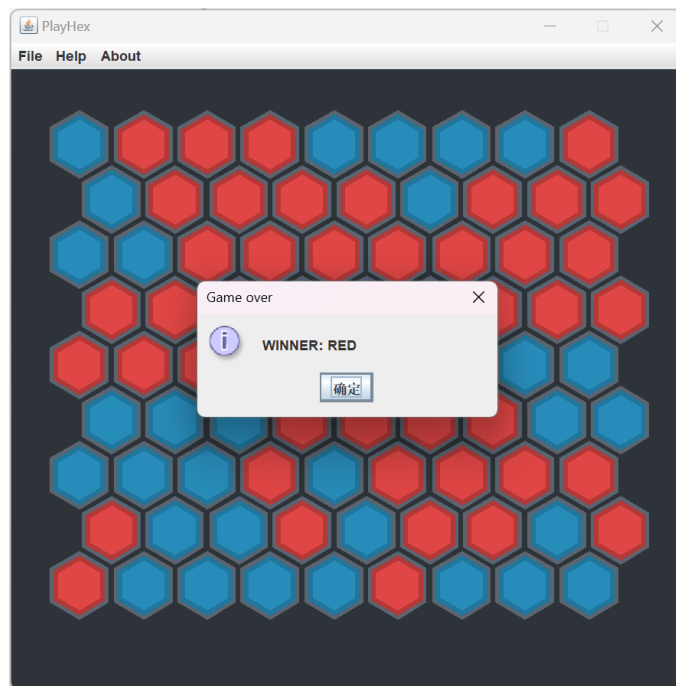 PlayHex
File Help About
Game over
WINNER: RED
确定